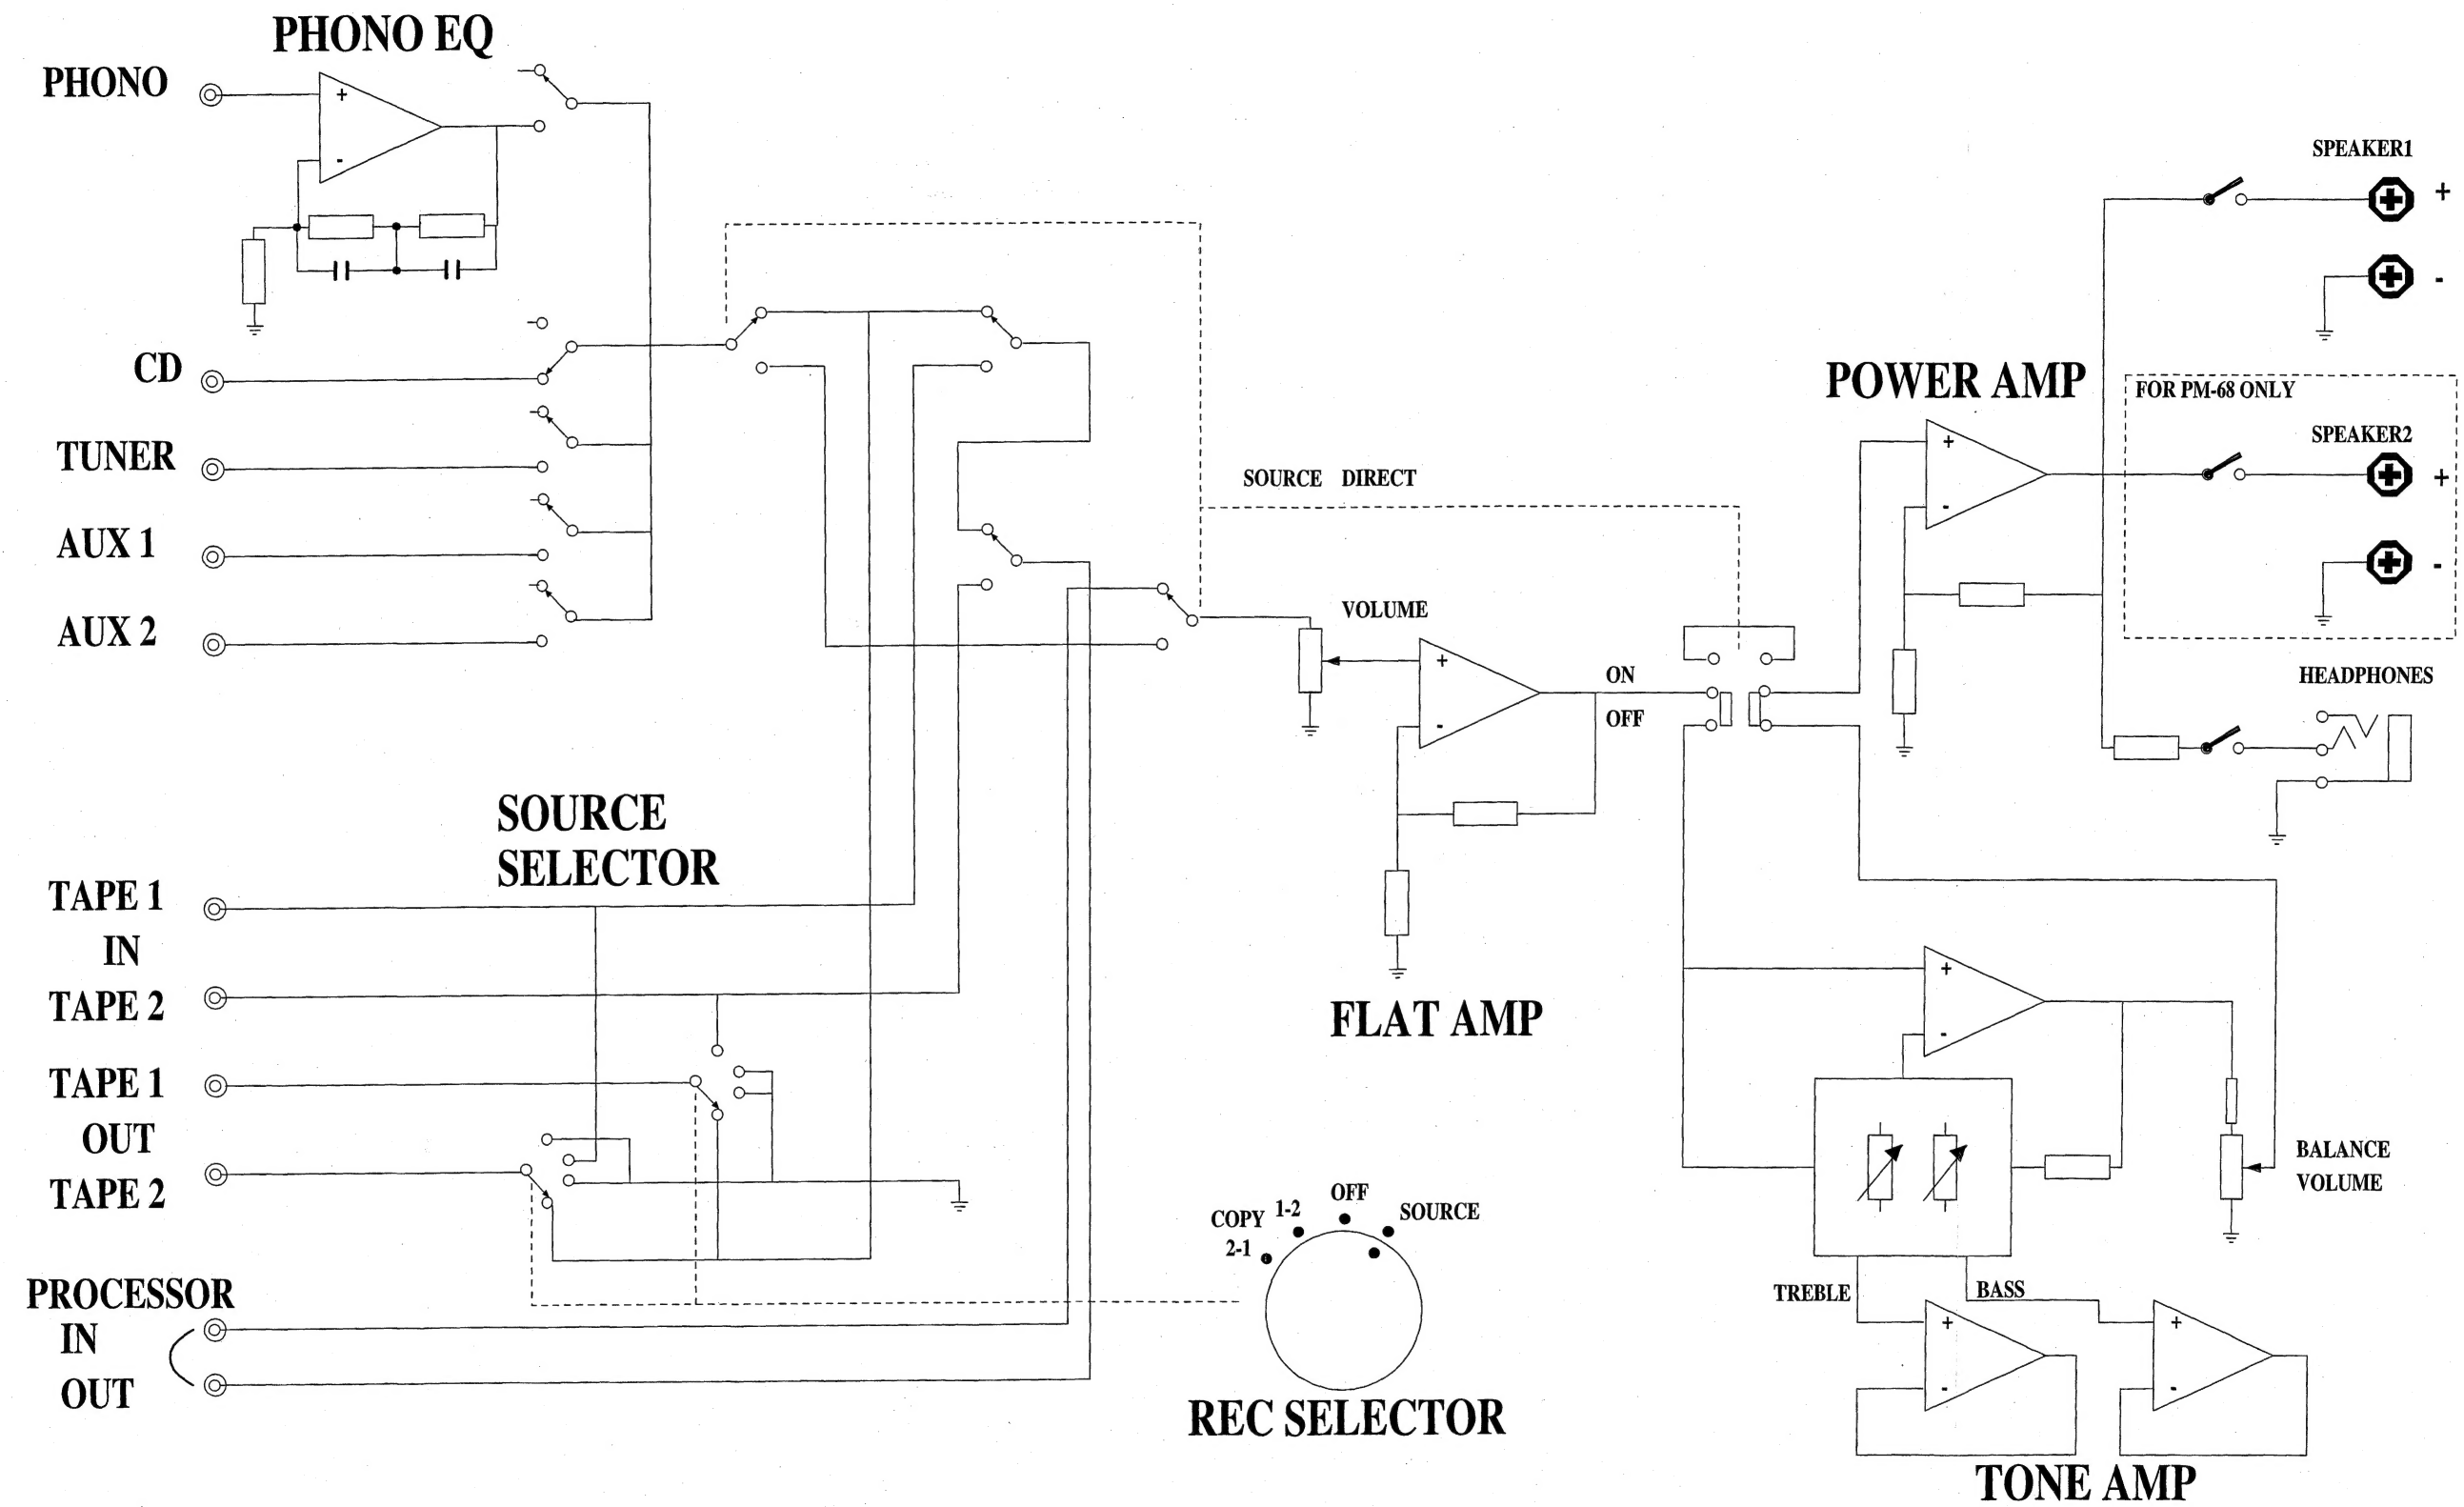 PHONO EQ
PHONO
+
-
CD
TUNER
AUX 1
AUX 2
SOURCE
SELECTOR
TAPE 1
IN
TAPE 2
TAPE 1
OUT
TAPE 2
PROCESSOR
IN
OUT
SOURCE DIRECT
VOLUME
+
-
ON
OFF
FLAT AMP
COPY 1-2
2-1
OFF
SOURCE
REC SELECTOR
POWER AMP
+
-
SPEAKER1
+
-
FOR PM-68 ONLY
SPEAKER2
+
-
HEADPHONES
+
-
BALANCE
VOLUME
TREBLE
BASS
+
-
+
-
TONE AMP